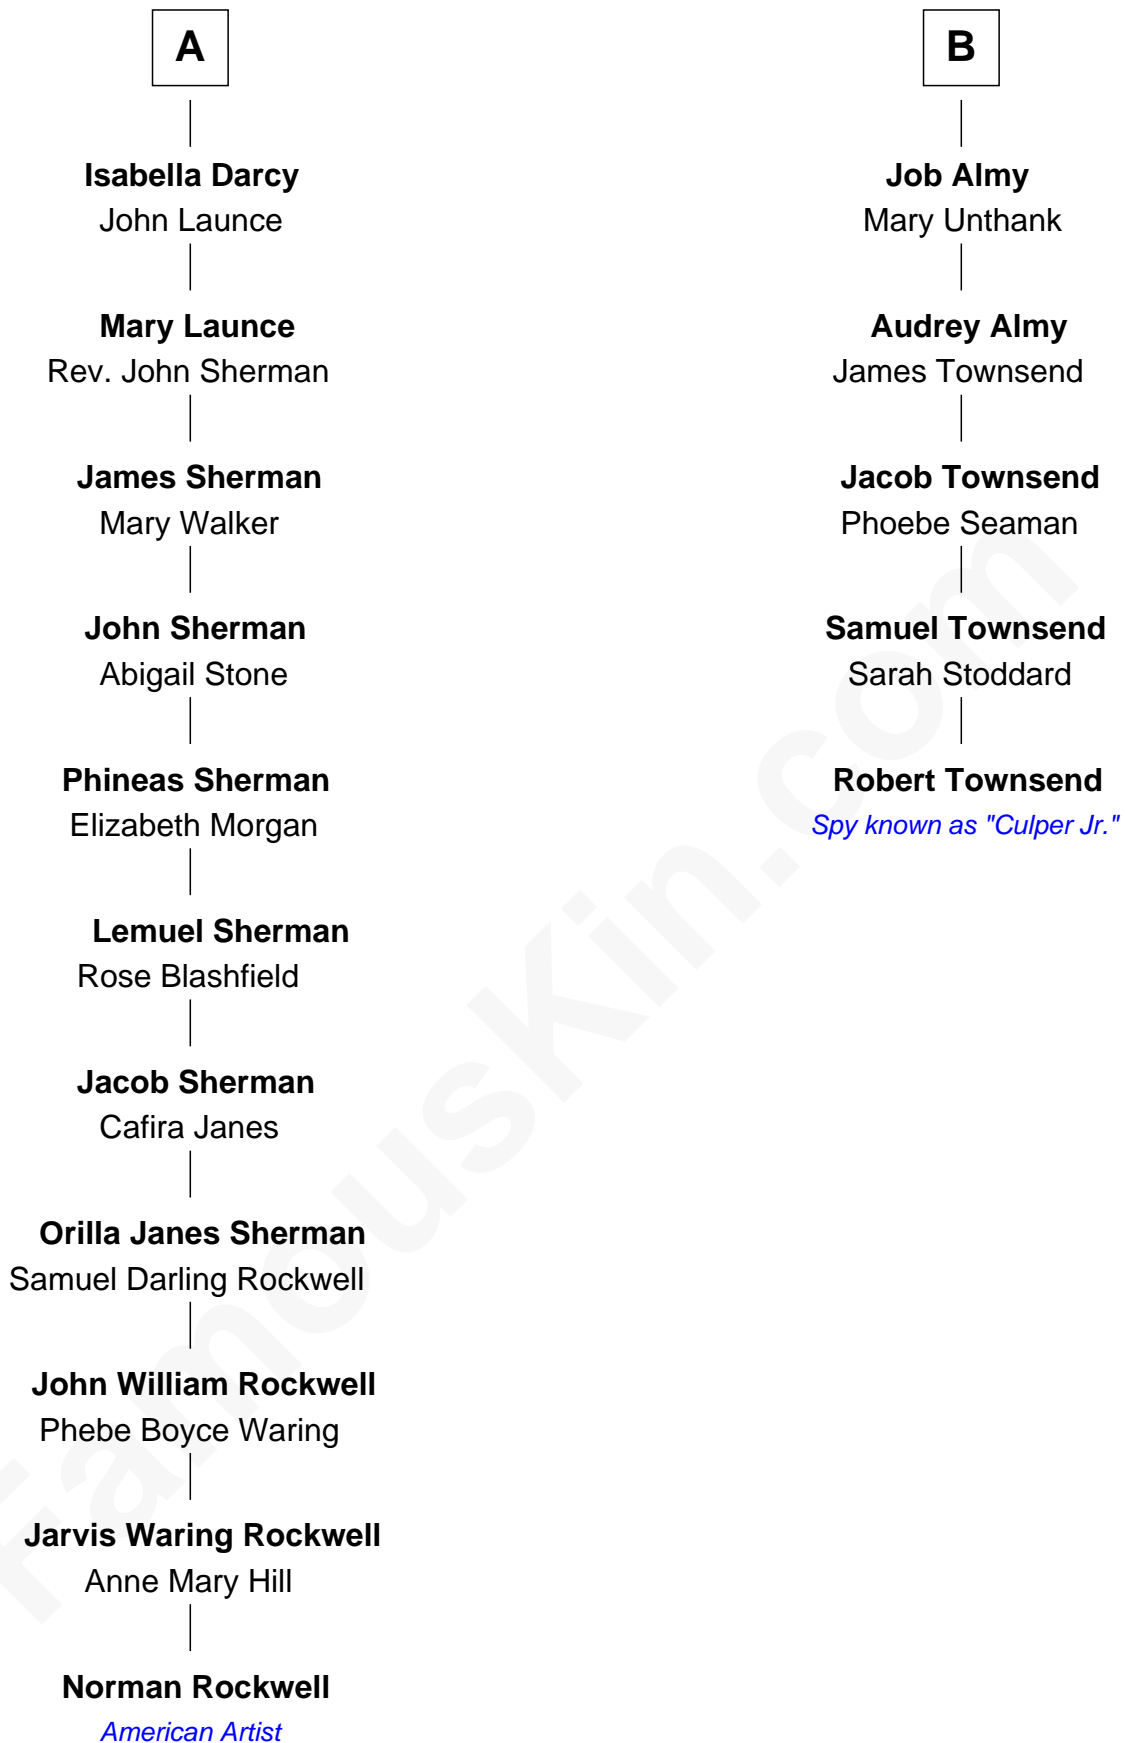 A
Isabella Darcy
John Launce
Mary Launce
Rev. John Sherman
James Sherman
Mary Walker
John Sherman
Abigail Stone
Phineas Sherman
Elizabeth Morgan
Lemuel Sherman
Rose Blashfield
Jacob Sherman
Cafira Janes
Orilla Janes Sherman
Samuel Darling Rockwell
John William Rockwell
Phebe Boyce Waring
Jarvis Waring Rockwell
Anne Mary Hill
Norman Rockwell
American Artist
B
Job Almy
Mary Unthank
Audrey Almy
James Townsend
Jacob Townsend
Phoebe Seaman
Samuel Townsend
Sarah Stoddard
Robert Townsend
Spy known as "Culper Jr."
FamousKin.com